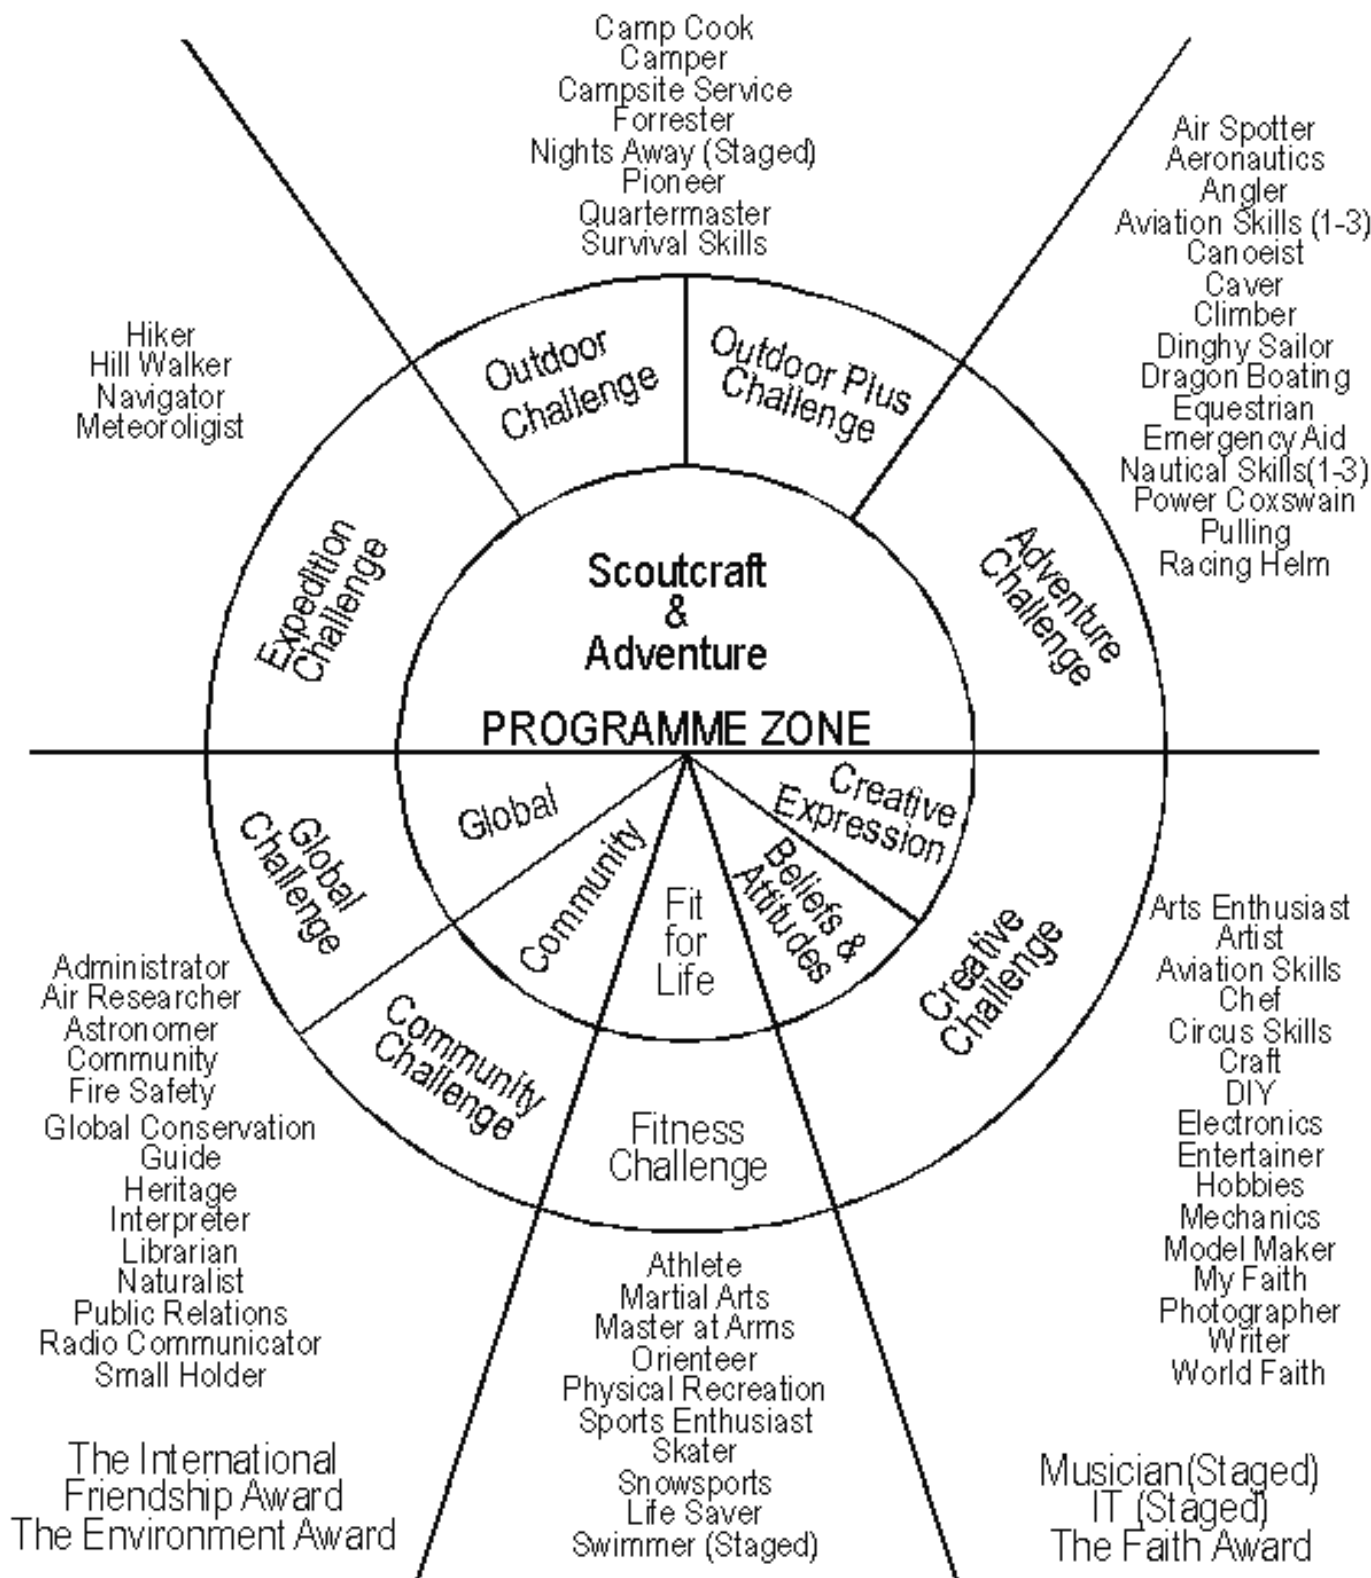 Camp Cook
Camper
Campsite Service
Forrester
Nights Away (Staged)
Pioneer
Quartermaster
Survival Skills
Air Spotter
Aeronautics
Angler
Aviation Skills (1-3)
Canoeist
Caver
Climber
Dinghy Sailor
Dragon Boating
Equestrian
Emergency Aid
Nautical Skills(1-3)
Power Coxswain
Pulling
Racing Helm
Hiker
Hill Walker
Navigator
Meteoroligist
Outdoor
Challenge
Outdoor Plus
Challenge
Expedition
Challenge
Adventure
Challenge
Scoutcraft
&
Adventure
PROGRAMME ZONE
Global
Community
Fit
for
Life
Beliefs &
Attitudes
Creative
Expression
Global
Challenge
Community
Challenge
Fitness
Challenge
Creative
Challenge
Administrator
Air Researcher
Astronomer
Community
Fire Safety
Global Conservation
Guide
Heritage
Interpreter
Librarian
Naturalist
Public Relations
Radio Communicator
Small Holder
The International
Friendship Award
The Environment Award
Athlete
Martial Arts
Master at Arms
Orienteer
Physical Recreation
Sports Enthusiast
Skater
Snowsports
Life Saver
Swimmer (Staged)
Arts Enthusiast
Artist
Aviation Skills
Chef
Circus Skills
Craft
DIY
Electronics
Entertainer
Hobbies
Mechanics
Model Maker
My Faith
Photographer
Writer
World Faith
Musician(Staged)
IT (Staged)
The Faith Award